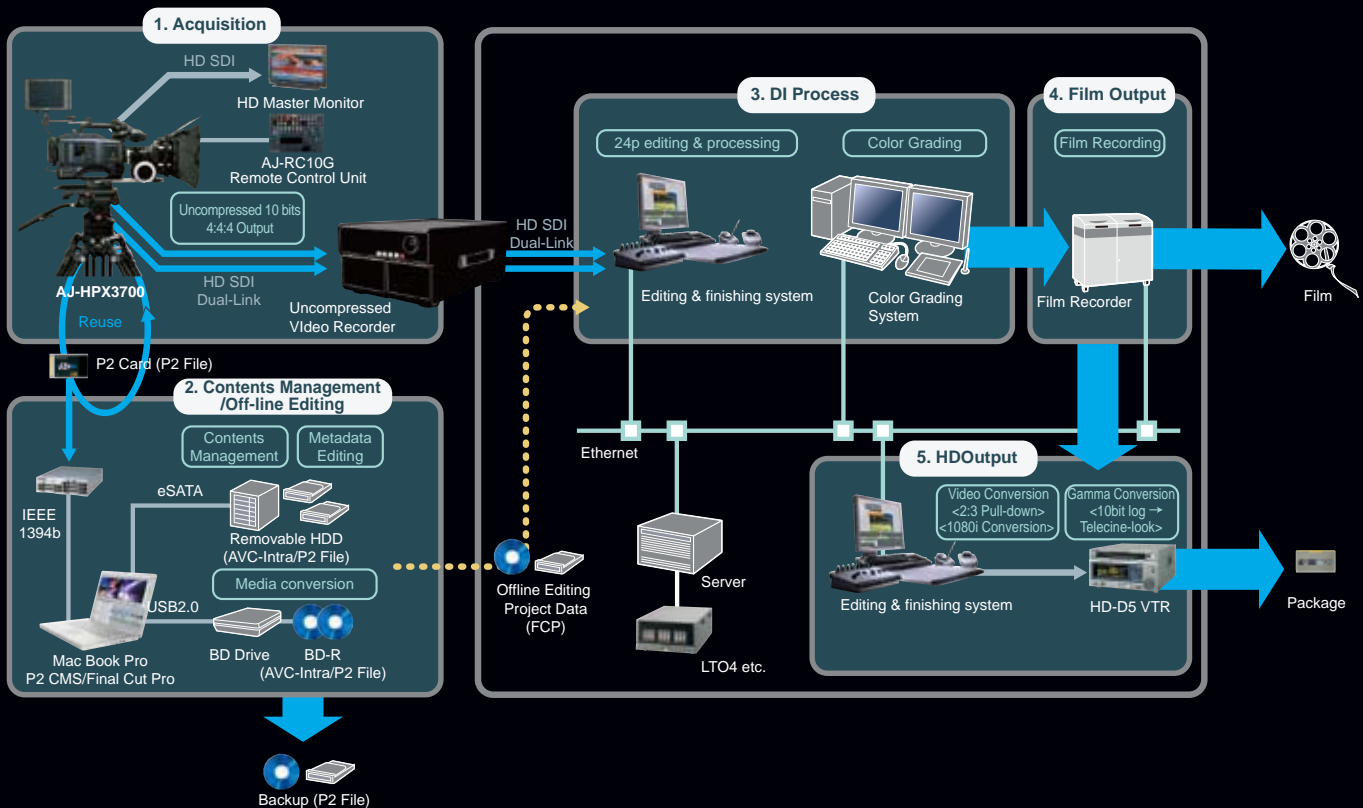 1. Acquisition
HD SDI
HD Master Monitor
AJ-RC10G
Remote Control Unit
Uncompressed 10 bits
4:4:4 Output
HD SDI
Dual-Link
AJ-HPX3700
Reuse
Uncompressed
VIdeo Recorder
P2 Card (P2 File)
2. Contents Management
/Off-line Editing
Contents
Management
Metadata
Editing
eSATA
IEEE
1394b
Removable HDD
(AVC-Intra/P2 File)
Media conversion
USB2.0
BD Drive
BD-R
(AVC-Intra/P2 File)
Mac Book Pro
P2 CMS/Final Cut Pro
Backup (P2 File)
HD SDI
Dual-Link
3. DI Process
24p editing & processing
Color Grading
Editing & finishing system
Color Grading
System
4. Film Output
Film Recording
Film Recorder
Film
Ethernet
Offline Editing
Project Data
(FCP)
Server
LTO4 etc.
5. HDOutput
Video Conversion
<2:3 Pull-down>
<1080i Conversion>
Gamma Conversion
<10bit log →
Telecine-look>
Editing & finishing system
HD-D5 VTR
Package